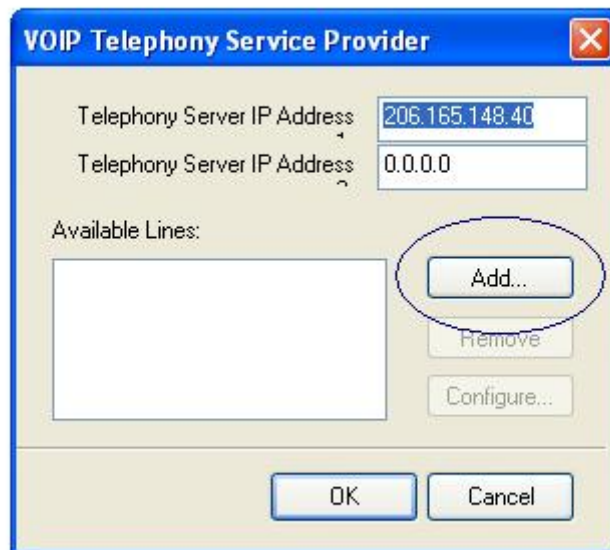 VOIP Telephony Service Provider
Telephony Server IP Address
206.165.148.40
Telephony Server IP Address
0.0.0.0
Available Lines:
Add...
Remove
Configure...
OK
Cancel